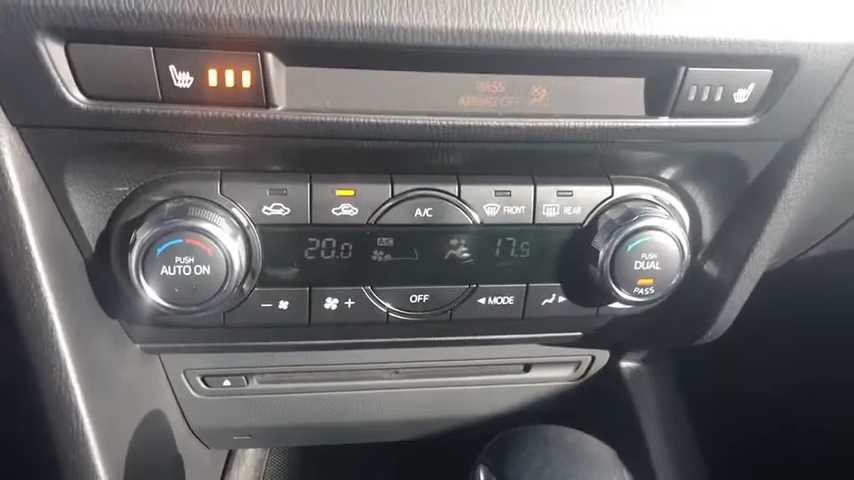 PASS
AIRBAG OFF
A/C
FRONT
REAR
PUSH
AUTO ON
20.0
A/C
17.5
PUSH
DUAL
PASS
−
+
OFF
◀ MODE
▶